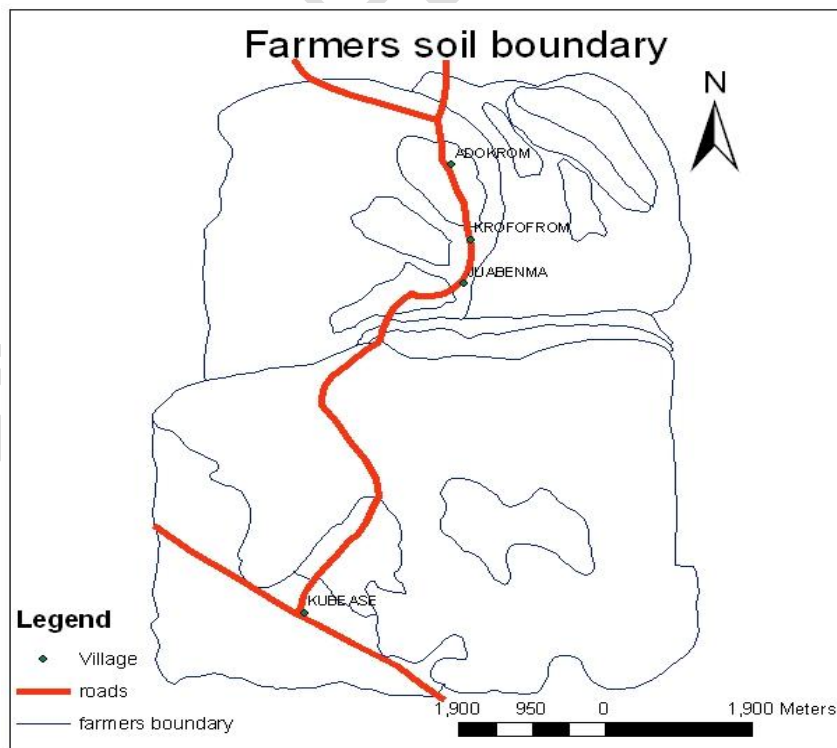 Farmers soil boundary
N
ADOKROM
KROFOFROM
JUABENMA
KUBEASE
Legend
Village
roads
farmers boundary
1,900 950 0 1,900 Meters